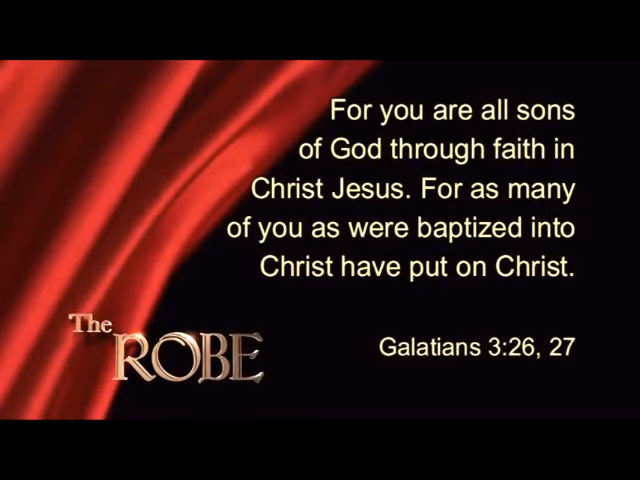 For you are all sons
of God through faith in
Christ Jesus. For as many
of you as were baptized into
Christ have put on Christ.
Galatians 3:26, 27
The
ROBE